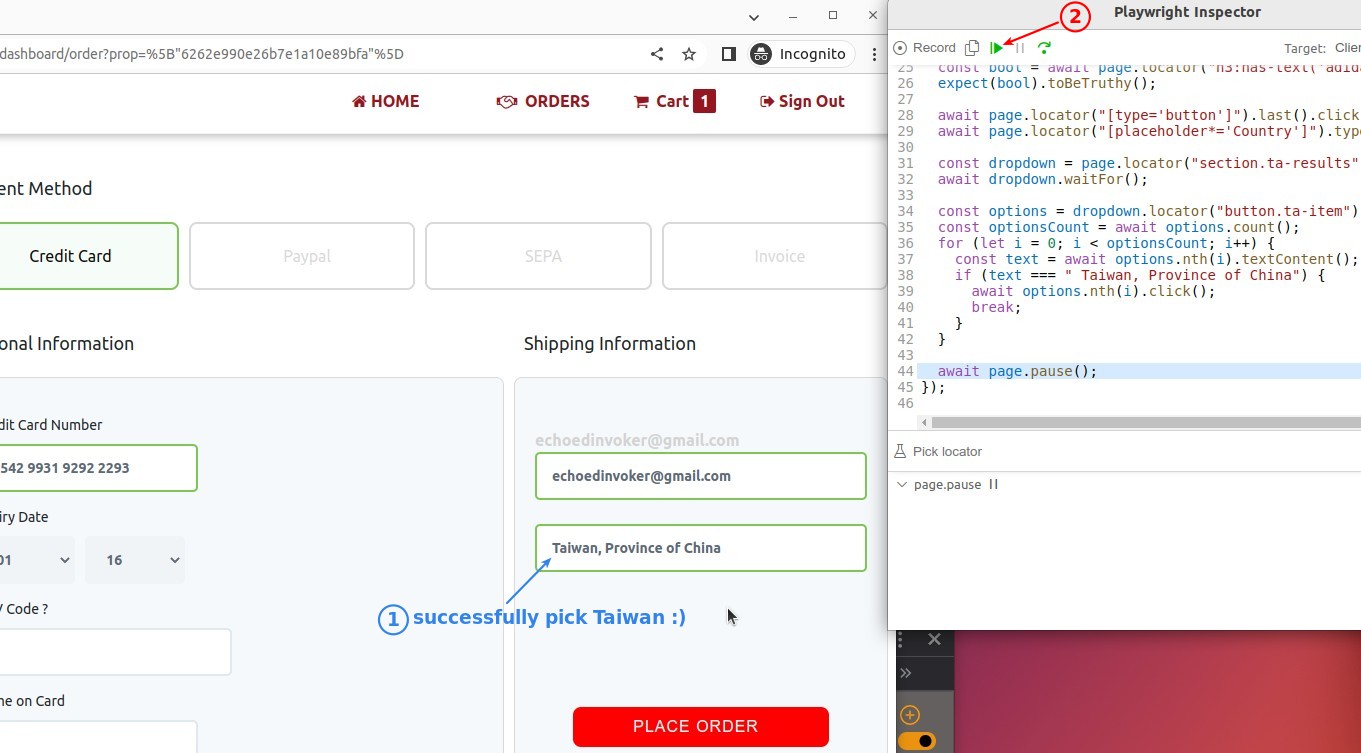 2
Playwright Inspector
dashboard/order?prop=%5B"6262e990e26b7e1a10e89bfa"%5D
Incognito
Record
Target:
HOME
ORDERS
Cart 1
Sign Out
25 const bool = await page.locator("h3:has-text('adida
26 expect(bool).toBeTruthy();
27
28 await page.locator("[type='button']").last().click
29 await page.locator("[placeholder*='Country']").type
30
31 const dropdown = page.locator("section.ta-results"
32 await dropdown.waitFor();
33
34 const options = dropdown.locator("button.ta-item")
35 const optionsCount = await options.count();
36 for (let i = 0; i < optionsCount; i++) {
37 const text = await options.nth(i).textContent();
38 if (text === " Taiwan, Province of China") {
39 await options.nth(i).click();
40 break;
41 }
42 }
43
44 await page.pause();
45 });
46
Pick locator
page.pause
ent Method
Credit Card
Paypal
SEPA
Invoice
onal Information
Shipping Information
dit Card Number
542 9931 9292 2293
iry Date
01
16
/ Code ?
ne on Card
echoedinvoker@gmail.com
echoedinvoker@gmail.com
Taiwan, Province of China
1 successfully pick Taiwan :)
PLACE ORDER